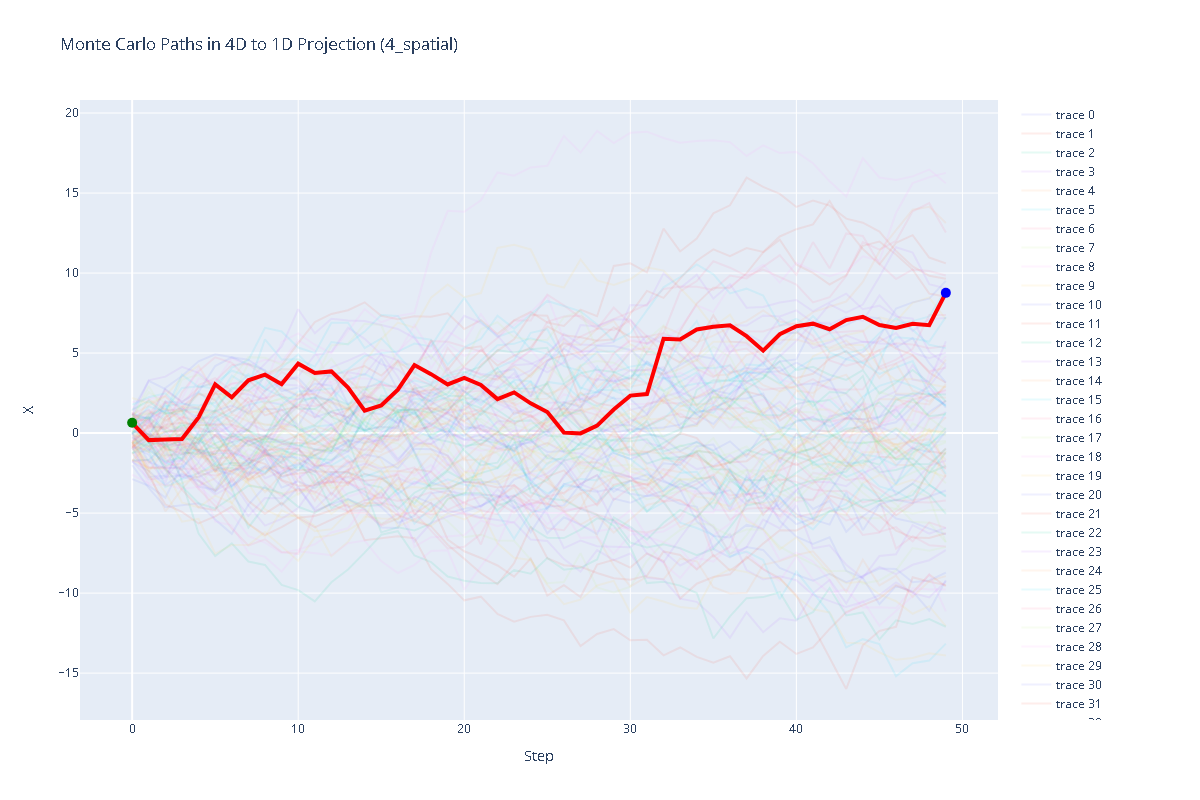 Monte Carlo Paths in 4D to 1D Projection (4_spatial)
20
15
10
5
0
−5
−10
−15
X
0
10
20
30
40
50
Step
trace 0
trace 1
trace 2
trace 3
trace 4
trace 5
trace 6
trace 7
trace 8
trace 9
trace 10
trace 11
trace 12
trace 13
trace 14
trace 15
trace 16
trace 17
trace 18
trace 19
trace 20
trace 21
trace 22
trace 23
trace 24
trace 25
trace 26
trace 27
trace 28
trace 29
trace 30
trace 31